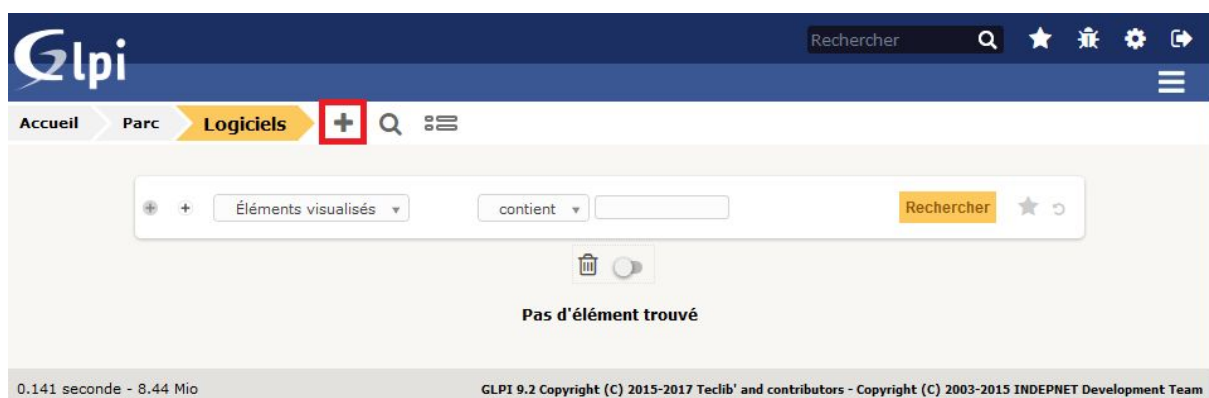 Glpi
Rechercher
Accueil Parc Logiciels
Éléments visualisés contient Rechercher
Pas d'élément trouvé
0.141 seconde - 8.44 Mio GLPI 9.2 Copyright (C) 2015-2017 Teclib' and contributors - Copyright (C) 2003-2015 INDEPNET Development Team